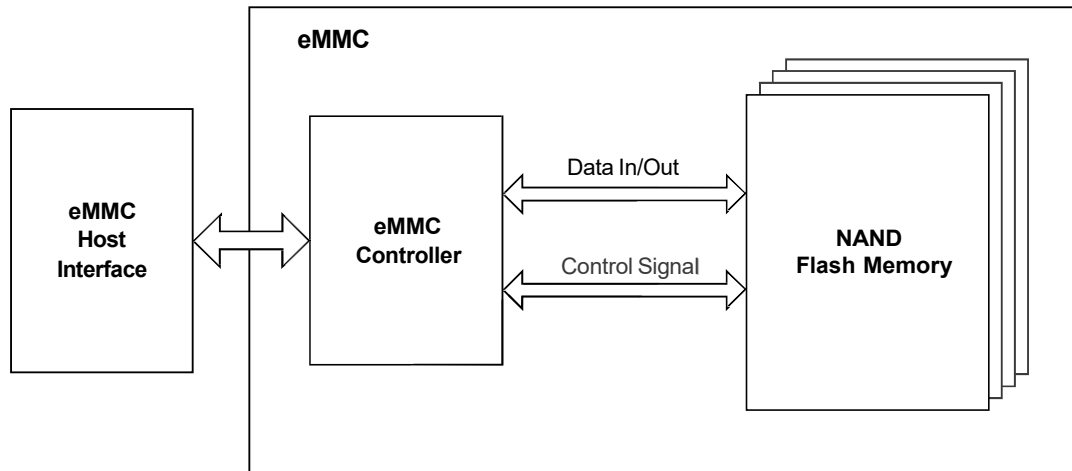 eMMC
eMMC
Host
Interface
eMMC
Controller
Data In/Out
Control Signal
NAND
Flash Memory